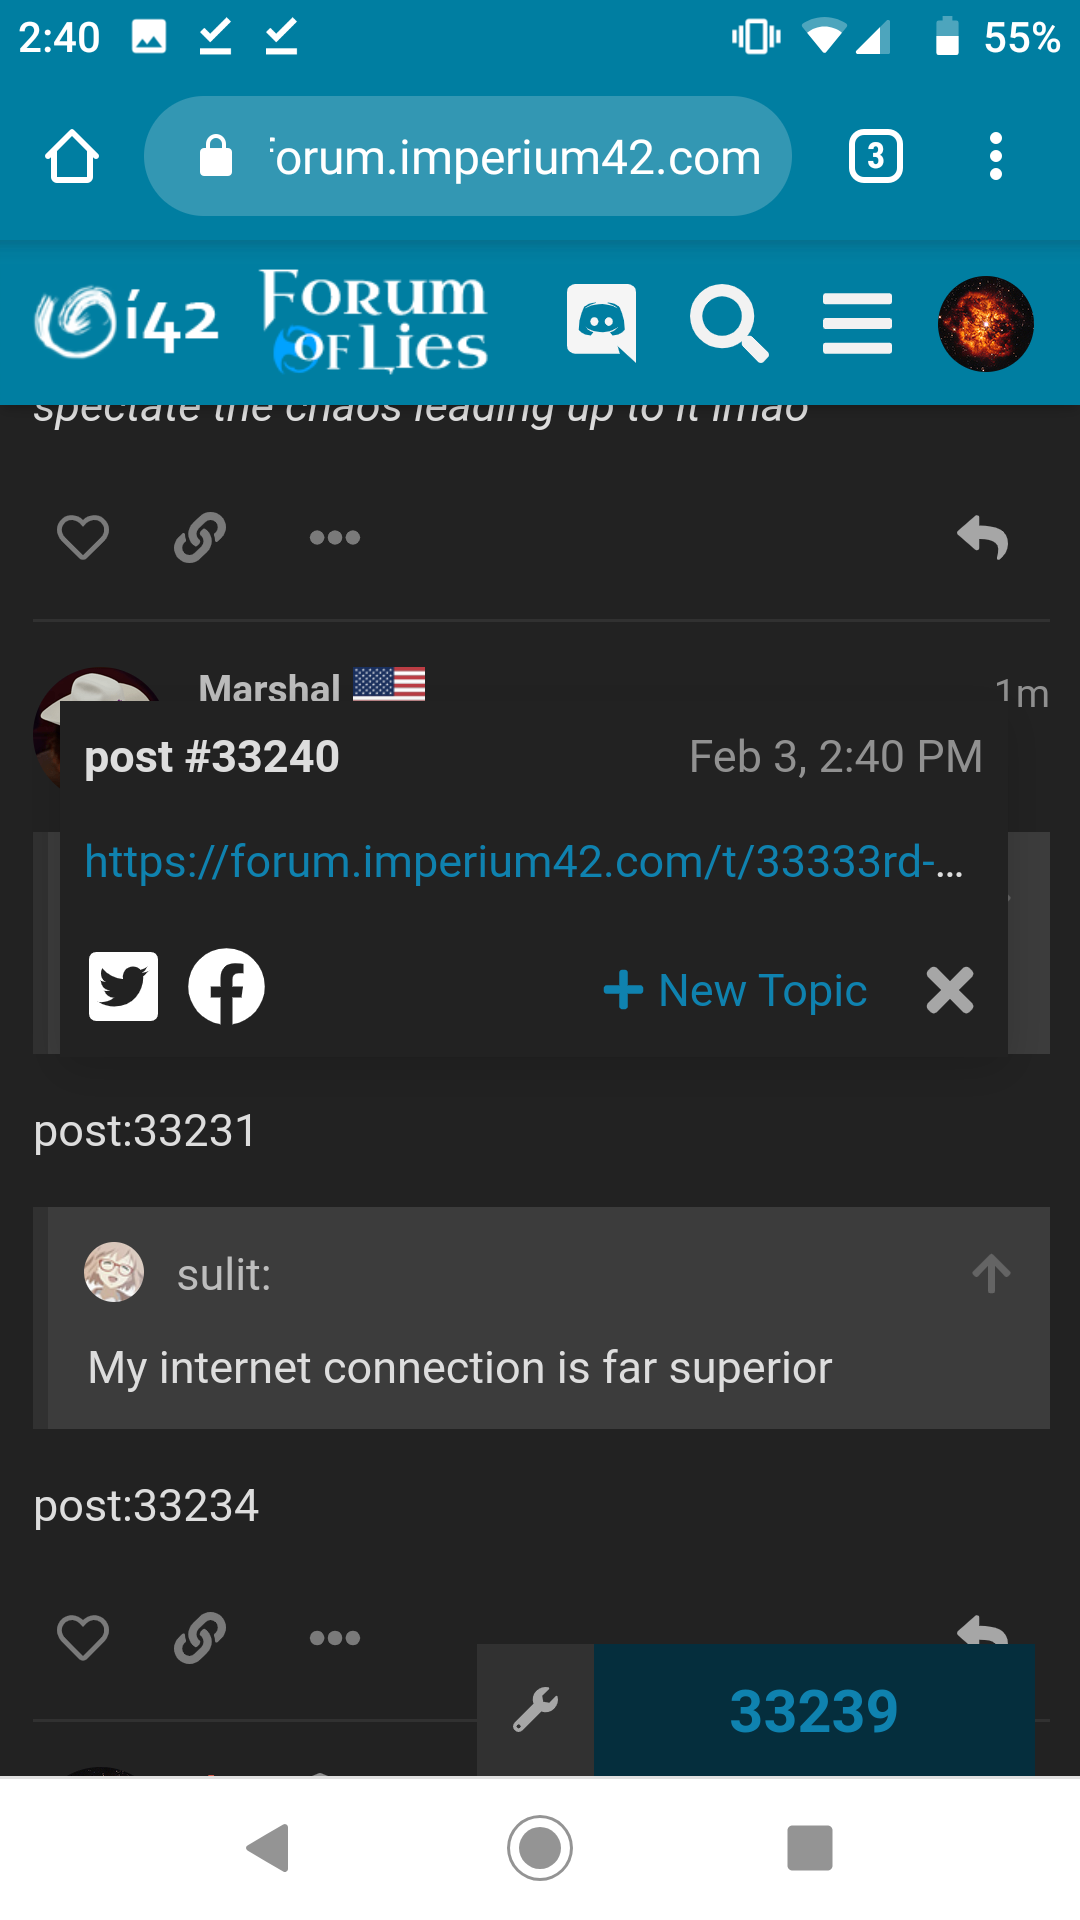 2:40
55%
forum.imperium42.com
3
i42
Forum
of Lies
spectate the chaos leading up to it lmao
Marshal
1m
post #33240
Feb 3, 2:40 PM
https://forum.imperium42.com/t/33333rd-...
New Topic
post:33231
sulit:
My internet connection is far superior
post:33234
33239